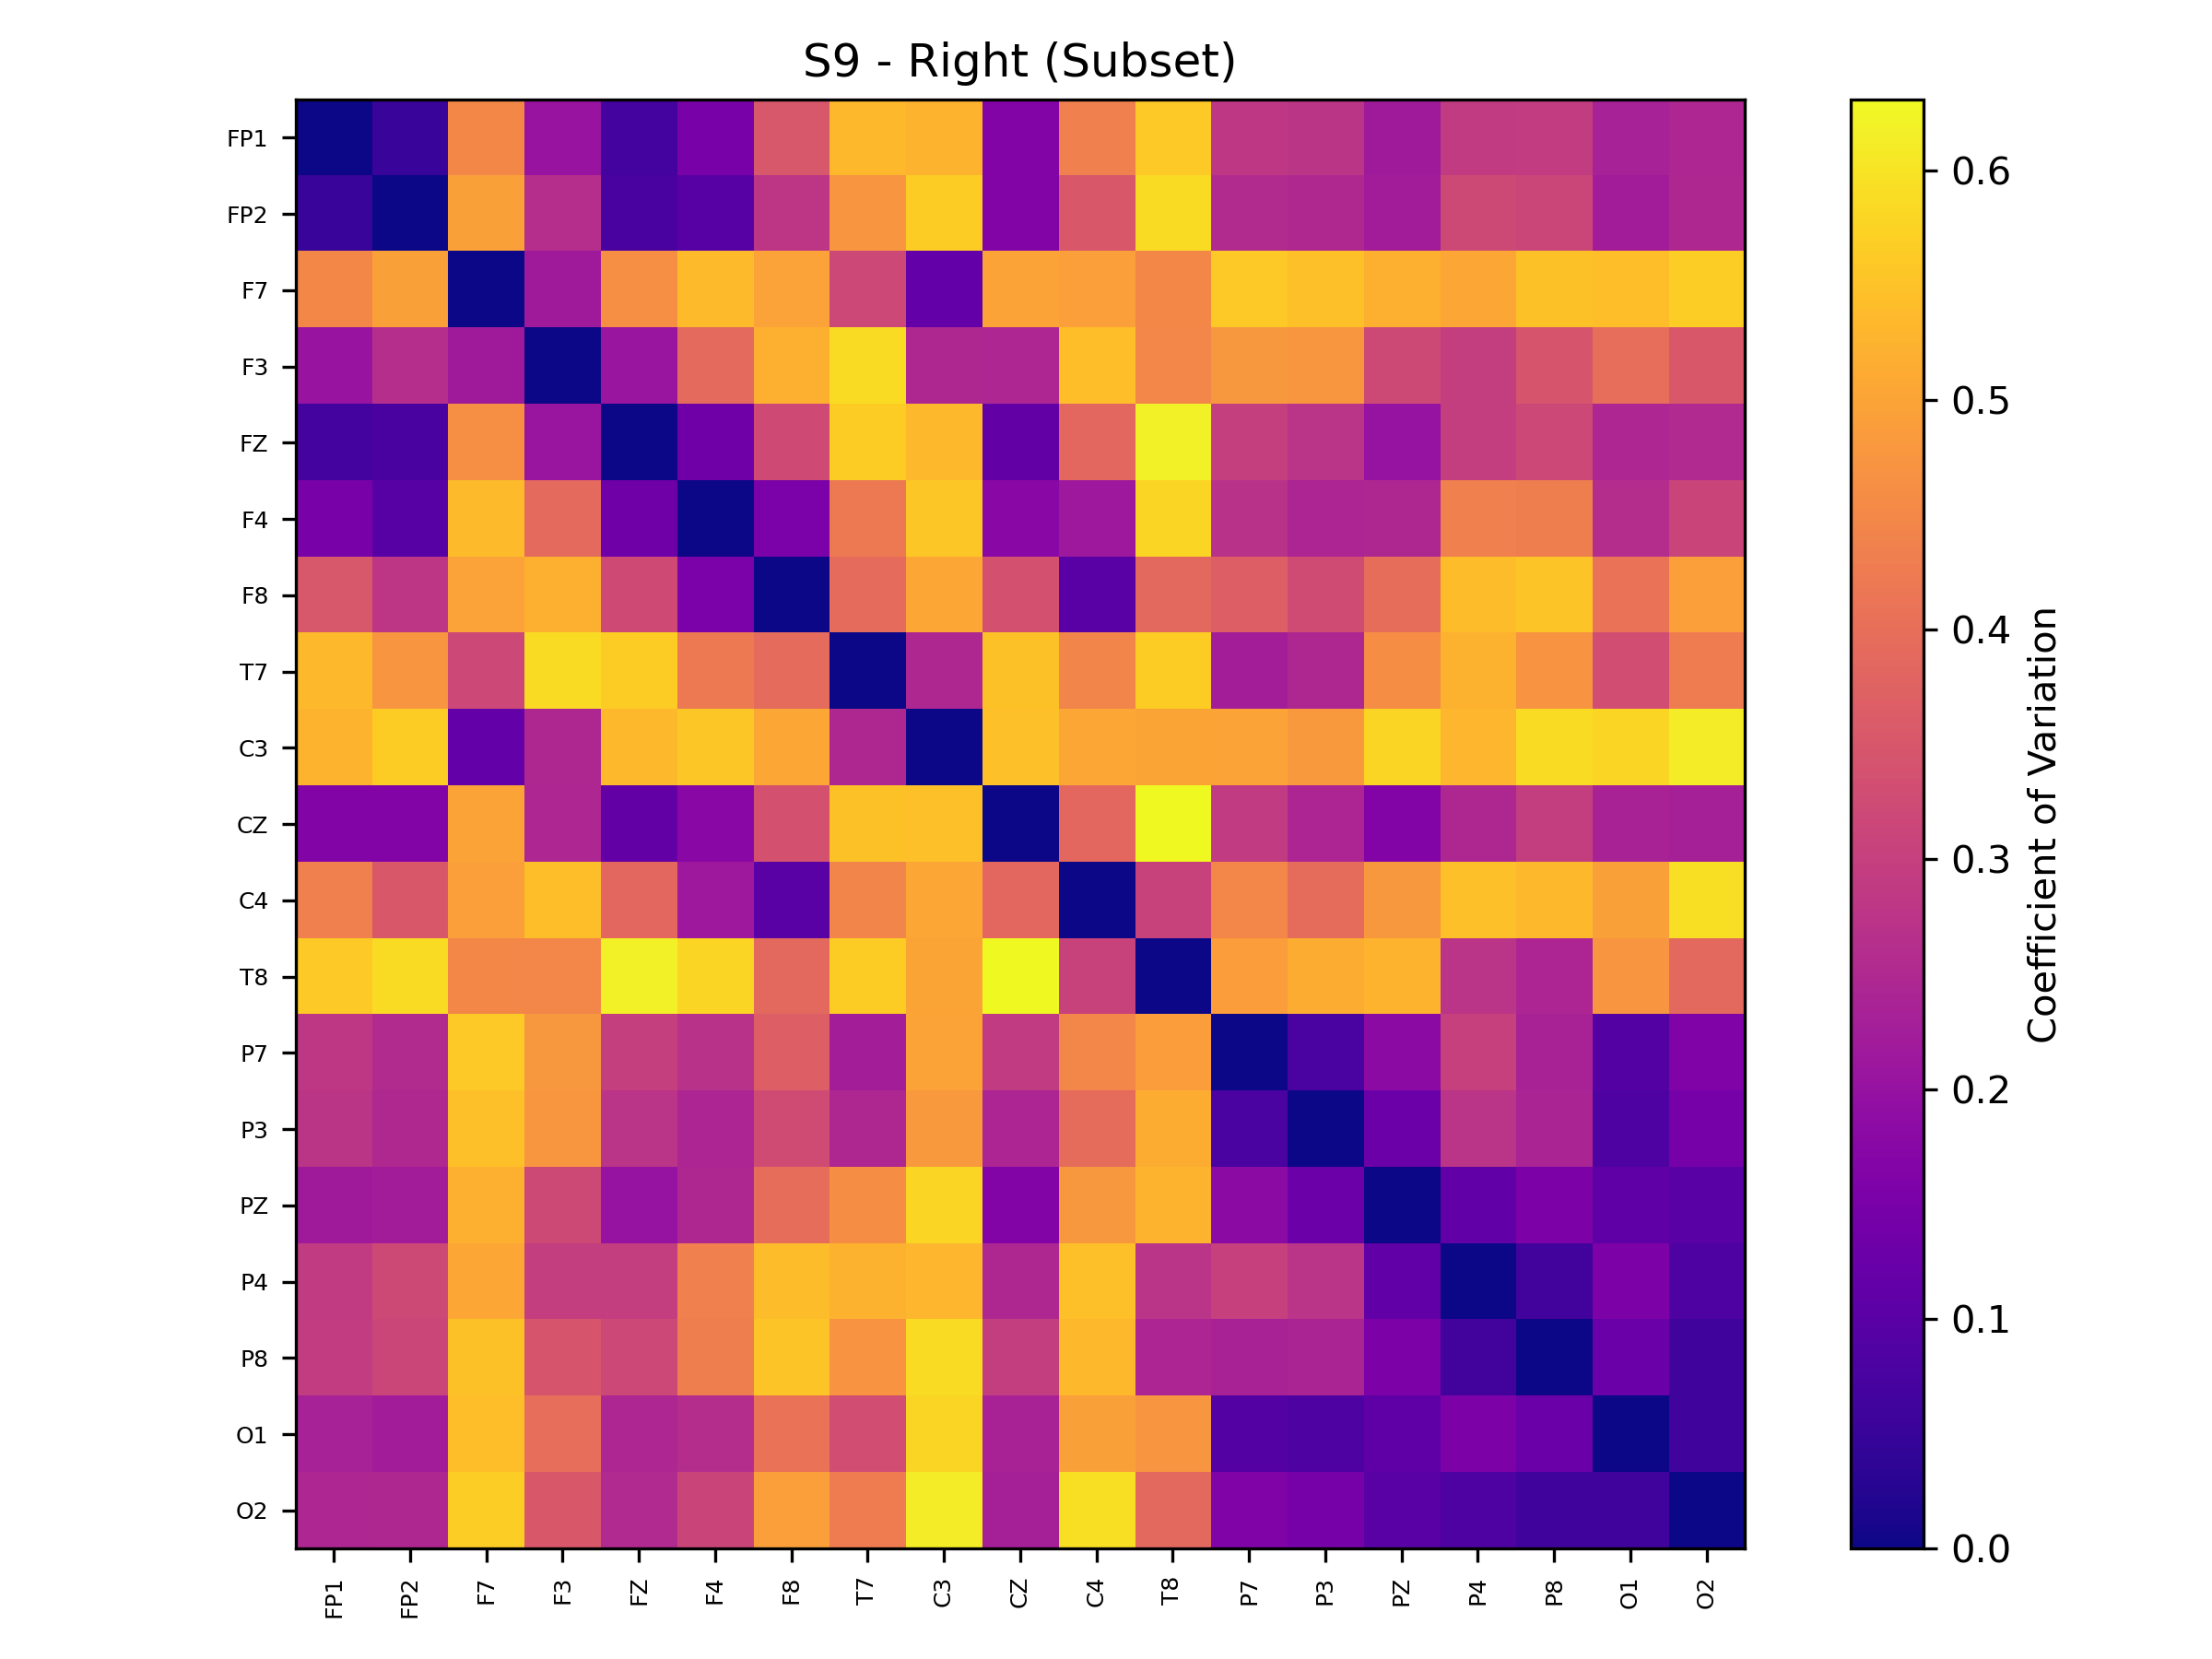 S9 - Right (Subset)
FP1
FP2
F7
F3
FZ
F4
F8
T7
C3
CZ
C4
T8
P7
P3
PZ
P4
P8
O1
O2
FP1 FP2 F7 F3 FZ F4 F8 T7 C3 CZ C4 T8 P7 P3 PZ P4 P8 O1 O2
0.6
0.5
0.4
0.3
0.2
0.1
0.0
Coefficient of Variation